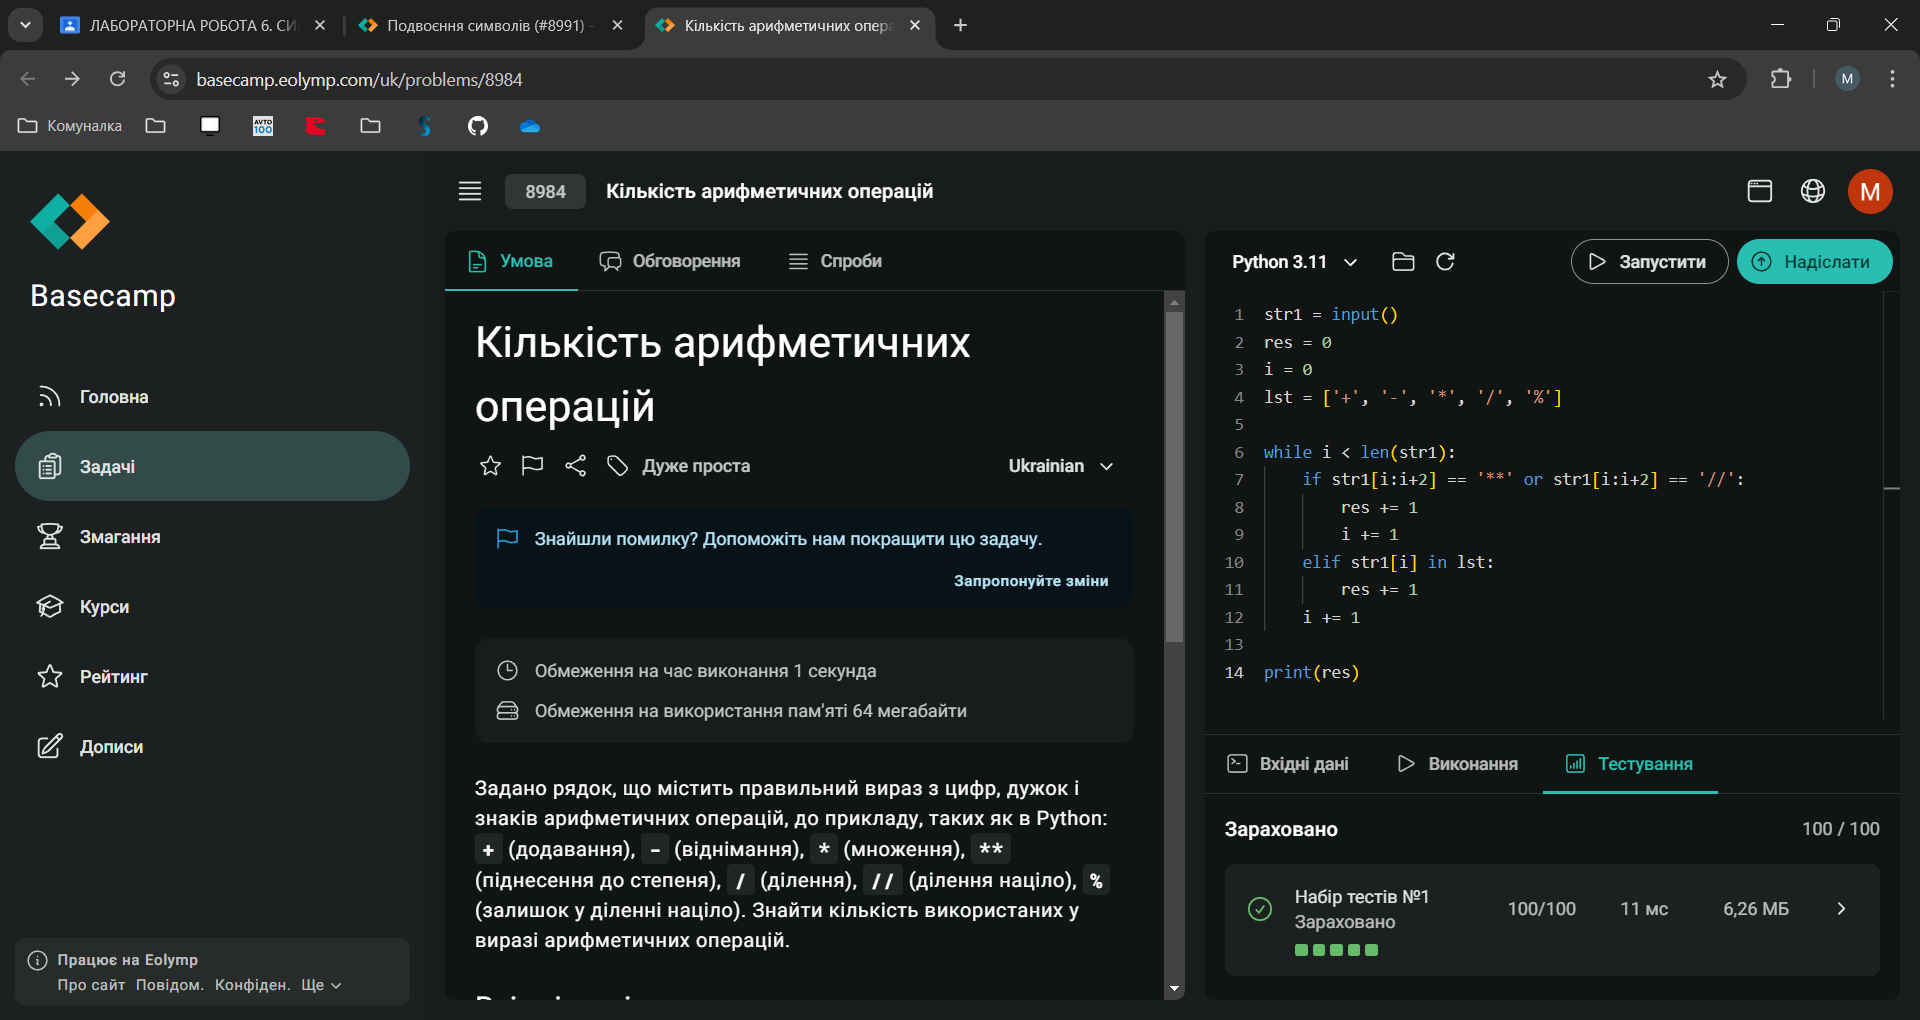 ЛАБОРАТОРНА РОБОТА 6. СИ
Подвоєння символів (#8991) -
Кількість арифметичних опера
basecamp.eolymp.com/uk/problems/8984
M
Комуналка
AVTO
100
Basecamp
Головна
Задачі
Змагання
Курси
Рейтинг
Дописи
Працює на Eolymp
Про сайт Повідом. Конфіден. Ще
8984
Кількість арифметичних операцій
M
Умова
Обговорення
Спроби
Кількість арифметичних
операцій
Дуже проста
Ukrainian
Знайшли помилку? Допоможіть нам покращити цю задачу.
Запропонуйте зміни
Обмеження на час виконання 1 секунда
Обмеження на використання пам'яті 64 мегабайти
Задано рядок, що містить правильний вираз з цифр, дужок і
знаків арифметичних операцій, до прикладу, таких як в Python:
+ (додавання), - (віднімання), * (множення), **
(піднесення до степеня), / (ділення), // (ділення націло), %
(залишок у діленні націло). Знайти кількість використаних у
виразі арифметичних операцій.
Python 3.11
Запустити
Надіслати
1 str1 = input()
2 res = 0
3 i = 0
4 lst = ['+', '-', '*', '/', '%']
5
6 while i < len(str1):
7 if str1[i:i+2] == '**' or str1[i:i+2] == '//':
8 res += 1
9 i += 1
10 elif str1[i] in lst:
11 res += 1
12 i += 1
13
14 print(res)
Вхідні дані
Виконання
Тестування
Зараховано
100 / 100
Набір тестів №1
Зараховано
100/100
11 мс
6,26 МБ